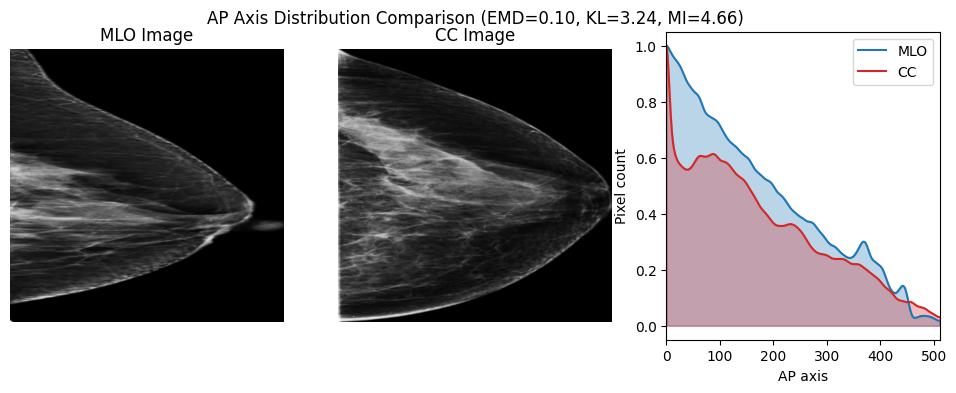 AP Axis Distribution Comparison (EMD=0.10, KL=3.24, MI=4.66)
MLO Image
CC Image
MLO
CC
1.0
0.8
0.6
0.4
0.2
0.0
Pixel count
0 100 200 300 400 500
AP axis